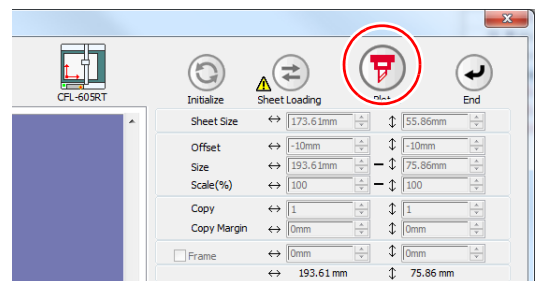 CFL-605RT
Initialize Sheet Loading Plot End
Sheet Size 173.61mm 55.86mm
Offset -10mm -10mm
Size 193.61mm 75.86mm
Scale(%) 100 100
Copy 1 1
Copy Margin 0mm 0mm
Frame 0mm 0mm
193.61 mm 75.86 mm